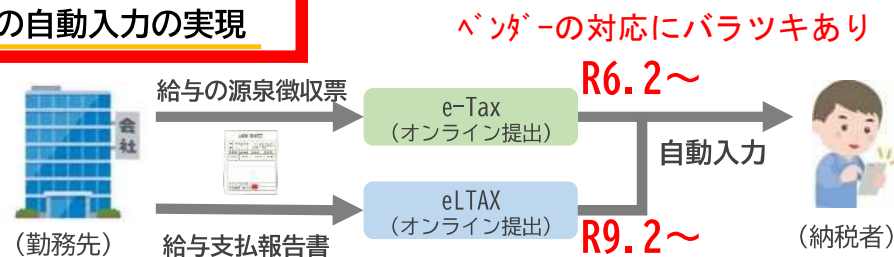 の自動入力の実現
ﾍﾞﾝﾀﾞｰの対応にバラツキあり
給与の源泉徴収票
e-Tax
(オンライン提出)
R6.2～
会社
自動入力
eLTAX
(オンライン提出)
R9.2～
(勤務先)
給与支払報告書
(納税者)